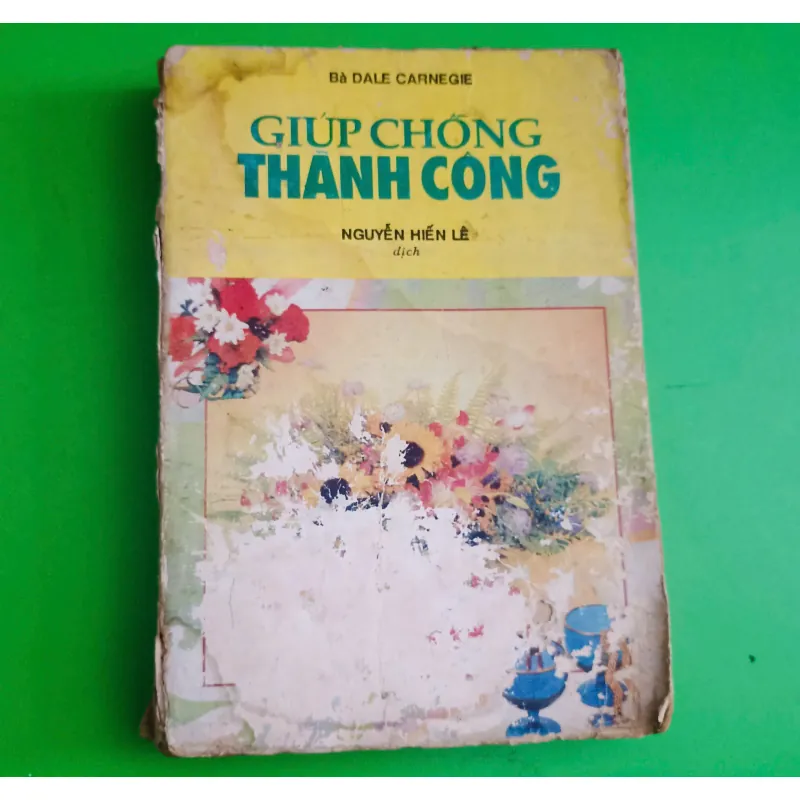 Bà DALE CARNEGIE
GIÚP CHỒNG
THÀNH CÔNG
NGUYỄN HIẾN LÊ
dịch